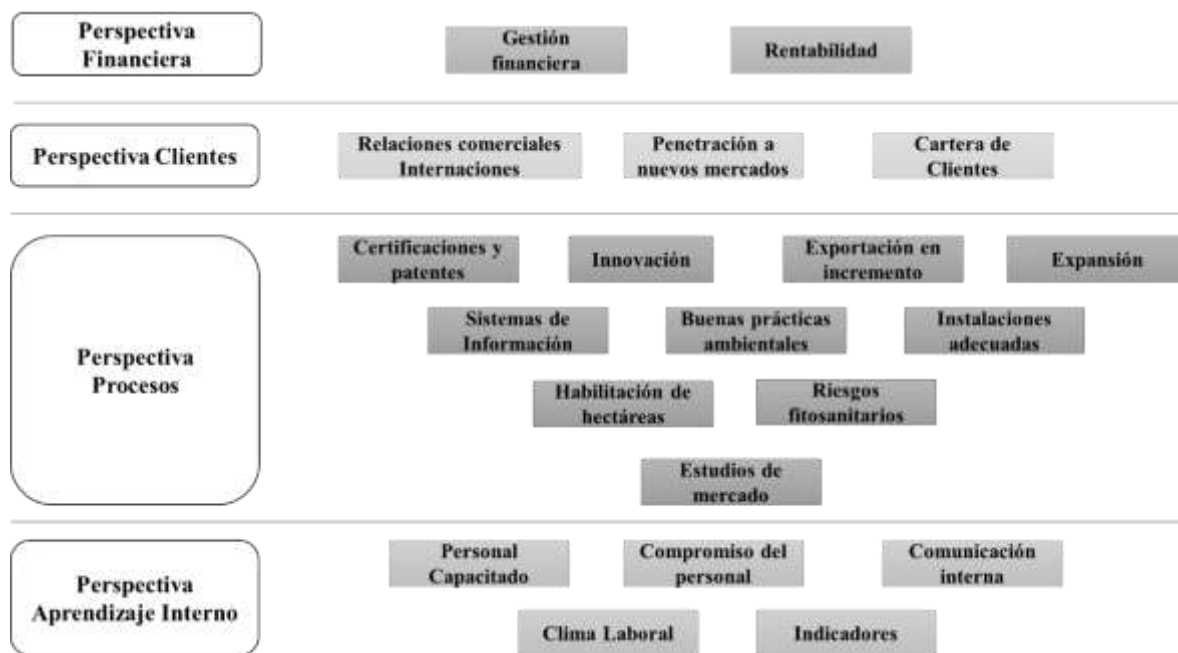 Perspectiva
Financiera
Gestión
financiera
Rentabilidad
Perspectiva Clientes
Relaciones comerciales
Internaciones
Penetración a
nuevos mercados
Cartera de
Clientes
Perspectiva
Procesos
Certificaciones y
patentes
Innovación
Exportación en
incremento
Expansión
Sistemas de
Información
Buenas prácticas
ambientales
Instalaciones
adecuadas
Habilitación de
hectáreas
Riesgos
fitosanitarios
Estudios de
mercado
Perspectiva
Aprendizaje Interno
Personal
Capacitado
Compromiso del
personal
Comunicación
interna
Clima Laboral
Indicadores